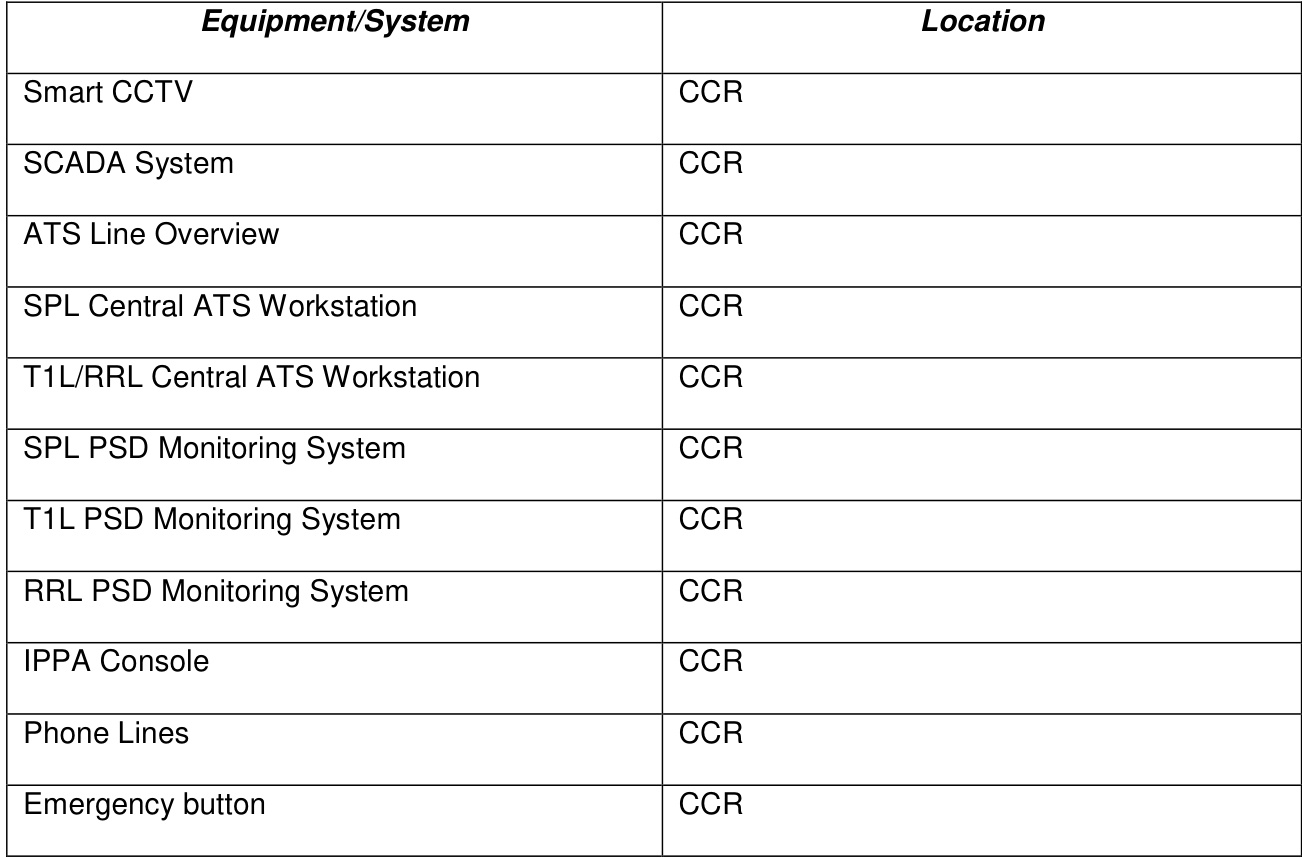 Equipment/System Location
Smart CCTV CCR
SCADA System CCR
ATS Line Overview CCR
SPL Central ATS Workstation CCR
T1L/RRL Central ATS Workstation CCR
SPL PSD Monitoring System CCR
T1L PSD Monitoring System CCR
RRL PSD Monitoring System CCR
IPPA Console CCR
Phone Lines CCR
Emergency button CCR